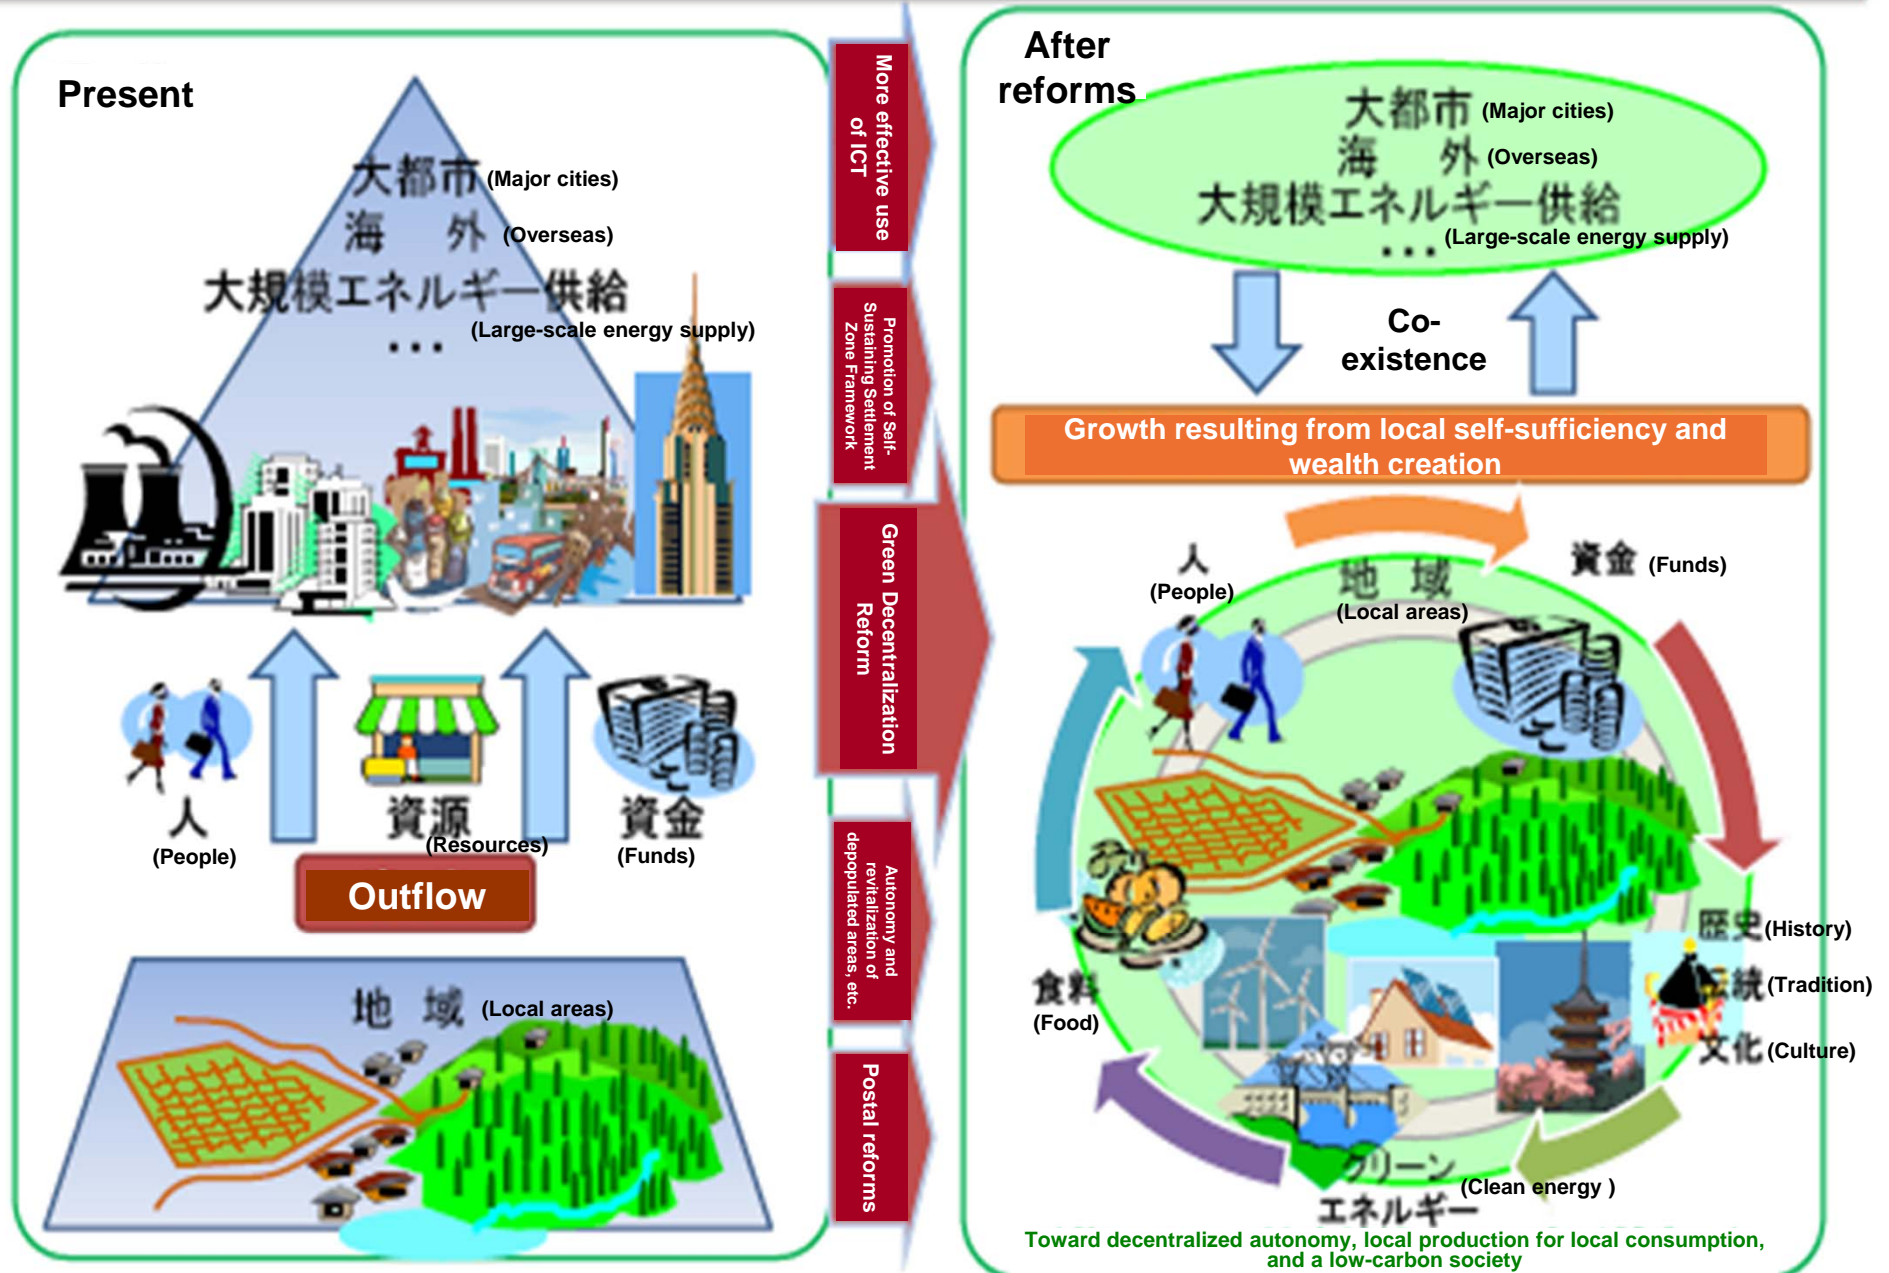 Present
大都市 (Major cities)
海 外 (Overseas)
大規模エネルギー供給
(Large-scale energy supply)
・・・
人
(People)
資源
(Resources)
資金
(Funds)
Outflow
地 域 (Local areas)
More effective use
of ICT
Promotion of Self-
Sustaining Settlement
Zone Framework
Green Decentralization
Reform
Autonomy and
revitalization of
depopulated areas, etc.
Postal reforms
After
reforms
大都市 (Major cities)
海 外 (Overseas)
大規模エネルギー供給
・・・ (Large-scale energy supply)
Co-
existence
Growth resulting from local self-sufficiency and
wealth creation
人
(People)
地 域
(Local areas)
資金 (Funds)
歴史 (History)
伝統 (Tradition)
文化 (Culture)
食料
(Food)
クリーン
エネルギー
(Clean energy )
Toward decentralized autonomy, local production for local consumption,
and a low-carbon society